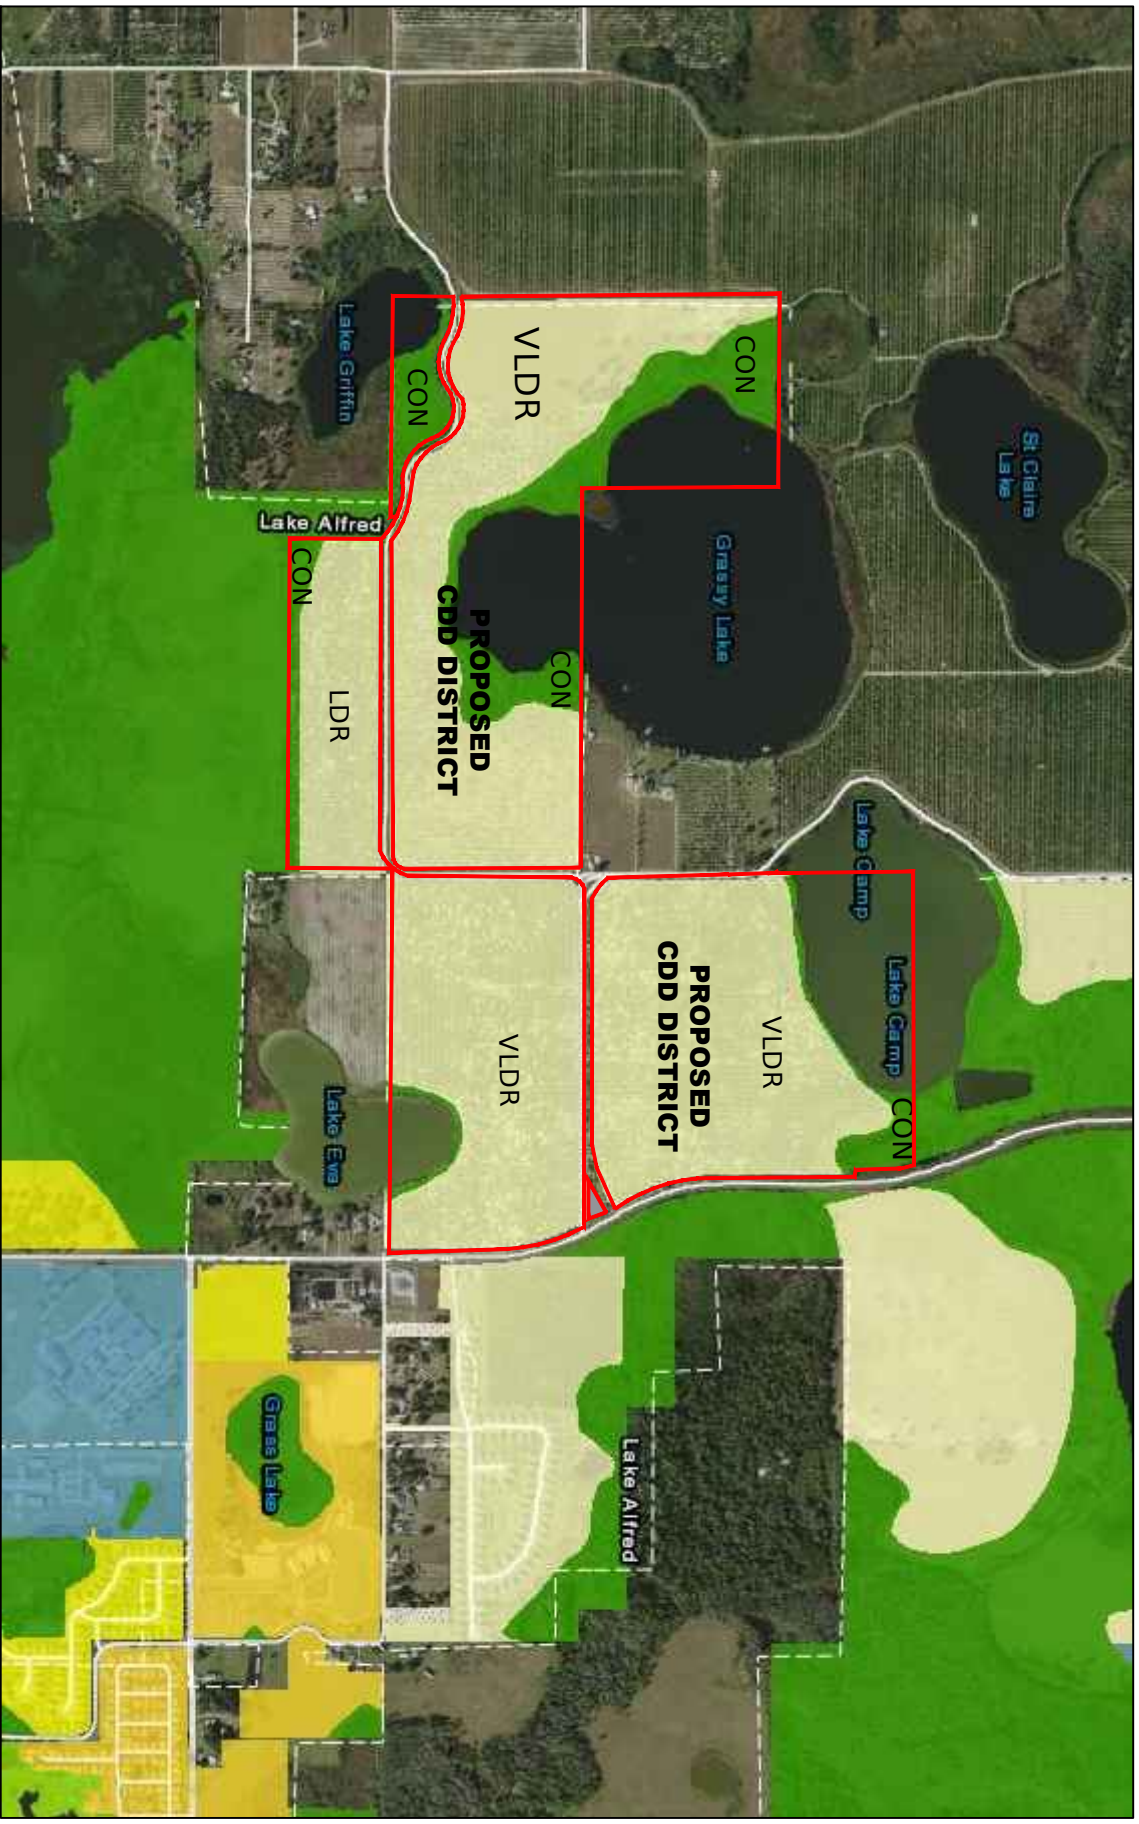 St Claire
Lake
Lake Camp
CON
Lake Camp
VLDR
CON
Grassy Lake
PROPOSED
CDD DISTRICT
Lake Alfred
CON
VLDR
VLDR
PROPOSED
CDD DISTRICT
CON
Lake Griffin
LDR
Lake Eva
Lake Alfred
CON
Grass Lake